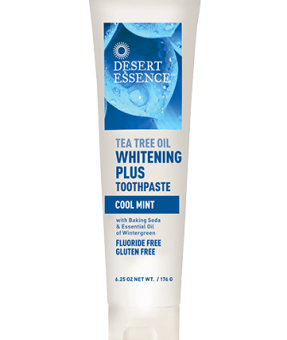 DESERT
ESSENCE
TEA TREE OIL
WHITENING
PLUS
TOOTHPASTE
COOL MINT
with Baking Soda
& Essential Oil
of Wintergreen
FLUORIDE FREE
GLUTEN FREE
6.25 OZ NET WT. / 176 G